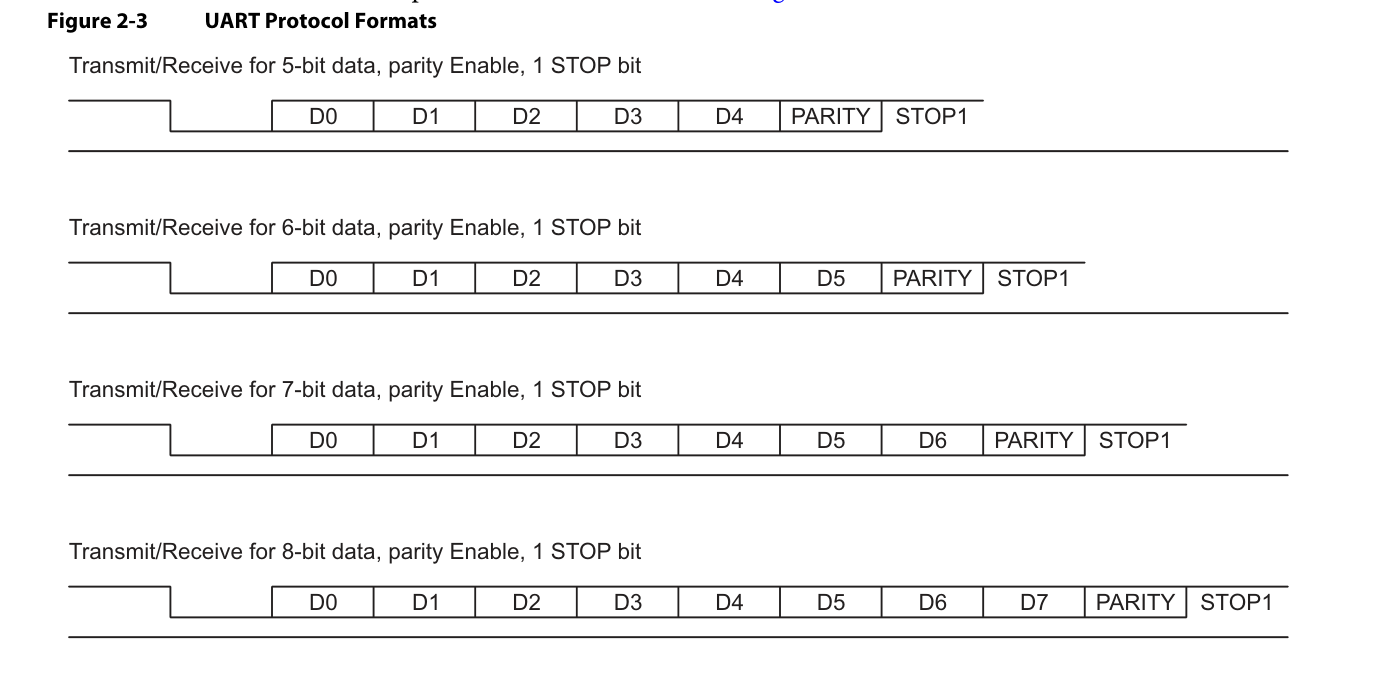 Figure 2-3 UART Protocol Formats
Transmit/Receive for 5-bit data, parity Enable, 1 STOP bit
D0 D1 D2 D3 D4 PARITY STOP1
Transmit/Receive for 6-bit data, parity Enable, 1 STOP bit
D0 D1 D2 D3 D4 D5 PARITY STOP1
Transmit/Receive for 7-bit data, parity Enable, 1 STOP bit
D0 D1 D2 D3 D4 D5 D6 PARITY STOP1
Transmit/Receive for 8-bit data, parity Enable, 1 STOP bit
D0 D1 D2 D3 D4 D5 D6 D7 PARITY STOP1